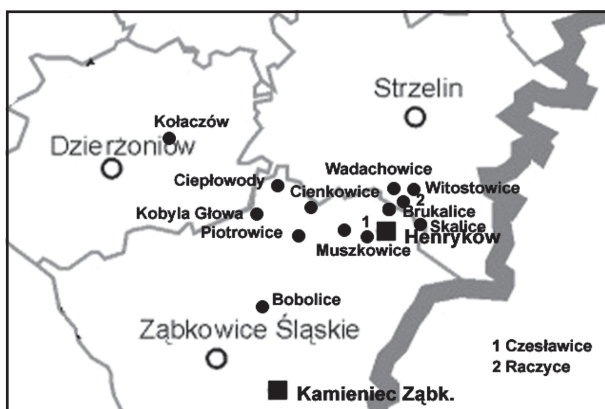 Strzelin
Kołaczów
Dzierżoniów
Wadachowice
Ciepłowody
Witostowice
Cienkowice
2
Kobyla Głowa
Brukalice
1
Skalice
Piotrowice
Henryków
Muszkowice
Bobolice
Ząbkowice Śląskie
1 Czesławice
2 Raczyce
Kamieniec Ząbk.